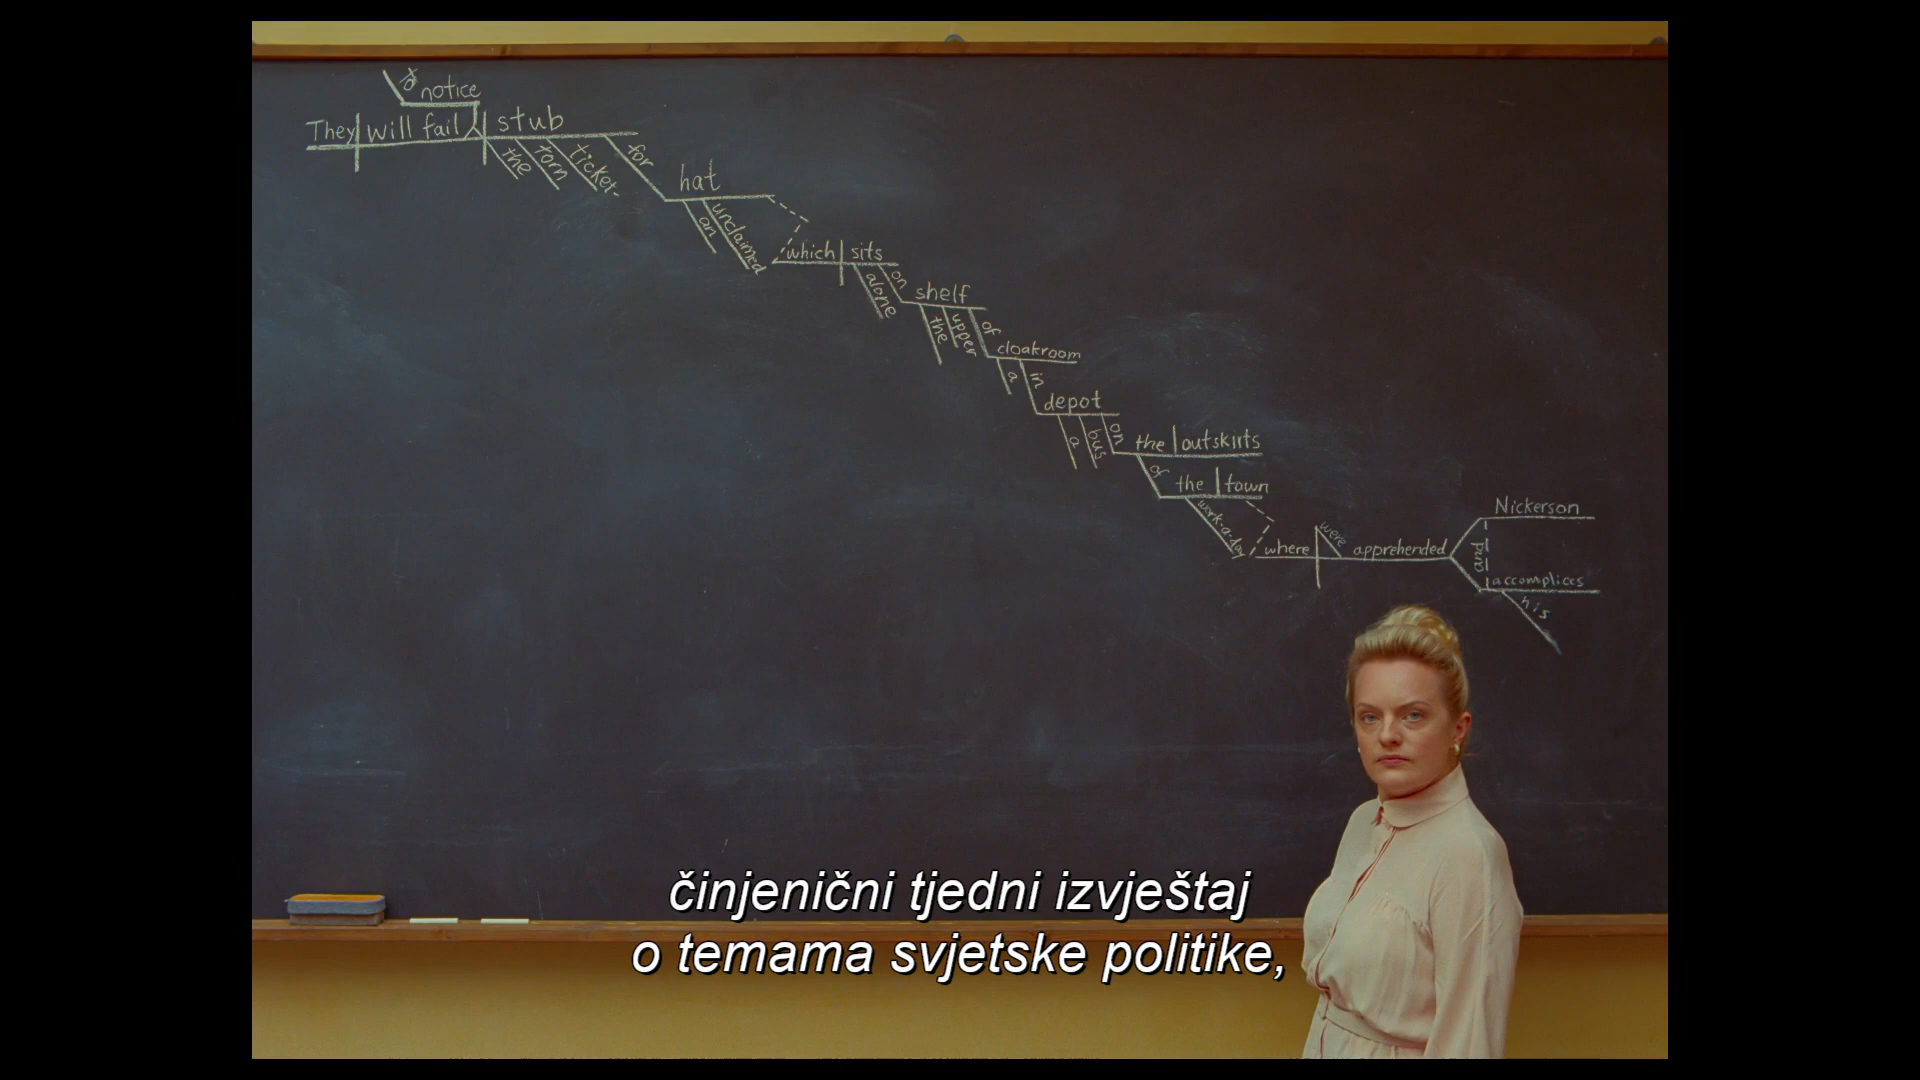 to
notice
They will fail stub
the torn ticket- for
hat
an unclaimed
which sits
alone on
shelf
the upper of
cloakroom
a in
depot
a bus on
the outskirts
of the town
work-a-day
where were apprehended
Nickerson
and
accomplices
his
činjenični tjedni izvještaj
o temama svjetske politike,